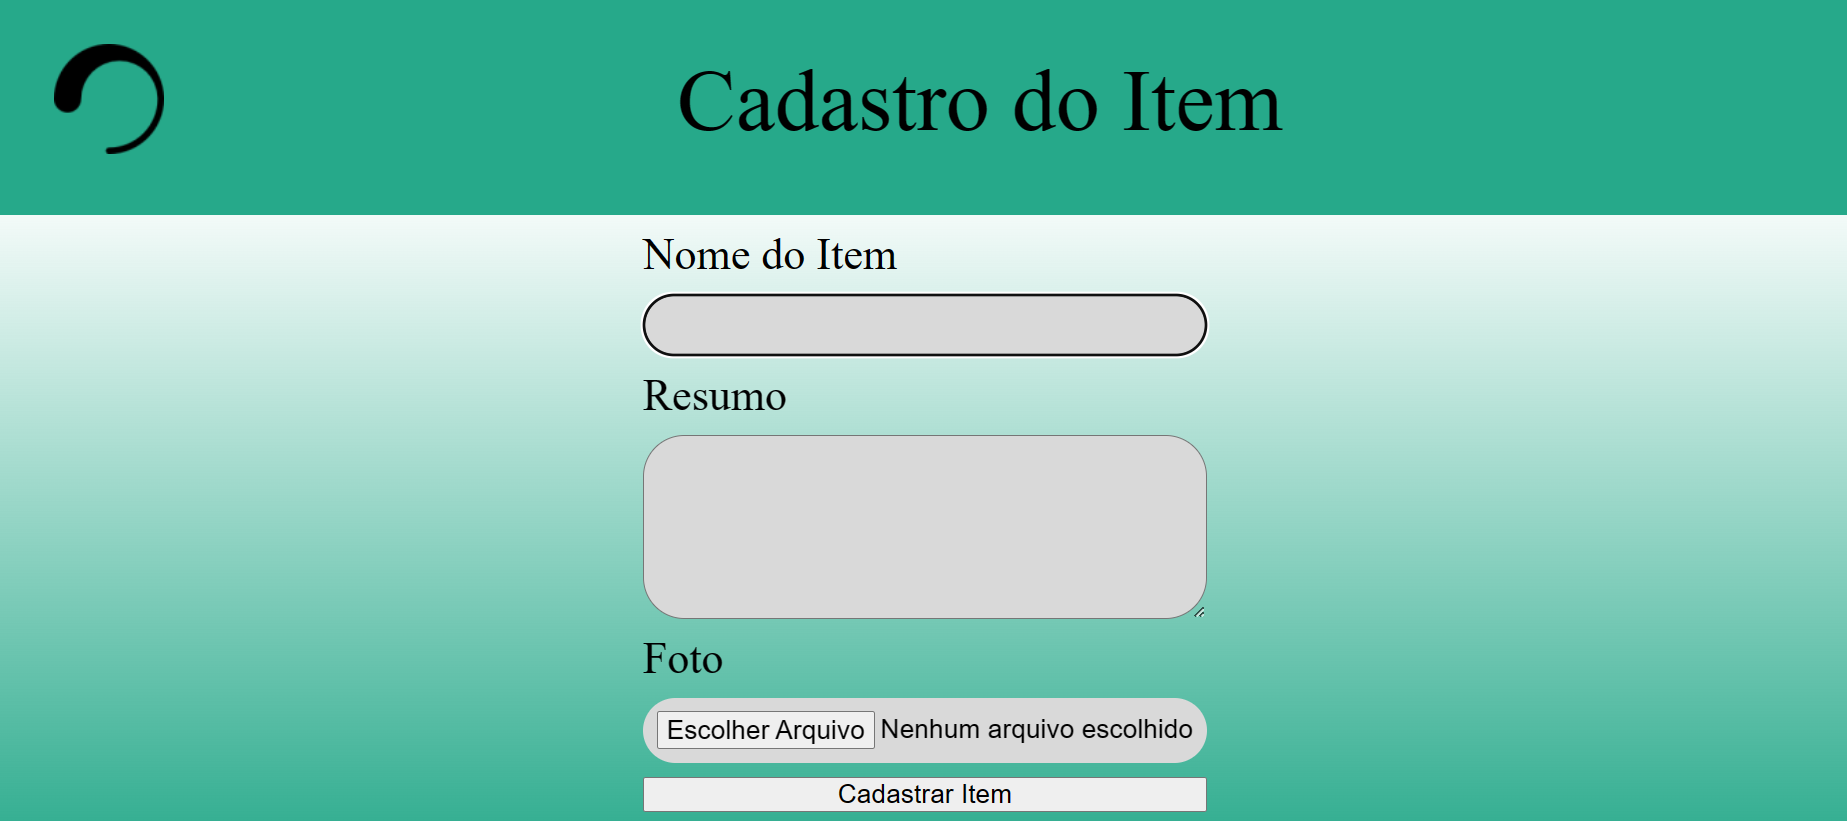 Cadastro do Item
Nome do Item
Resumo
Foto
Escolher Arquivo Nenhum arquivo escolhido
Cadastrar Item